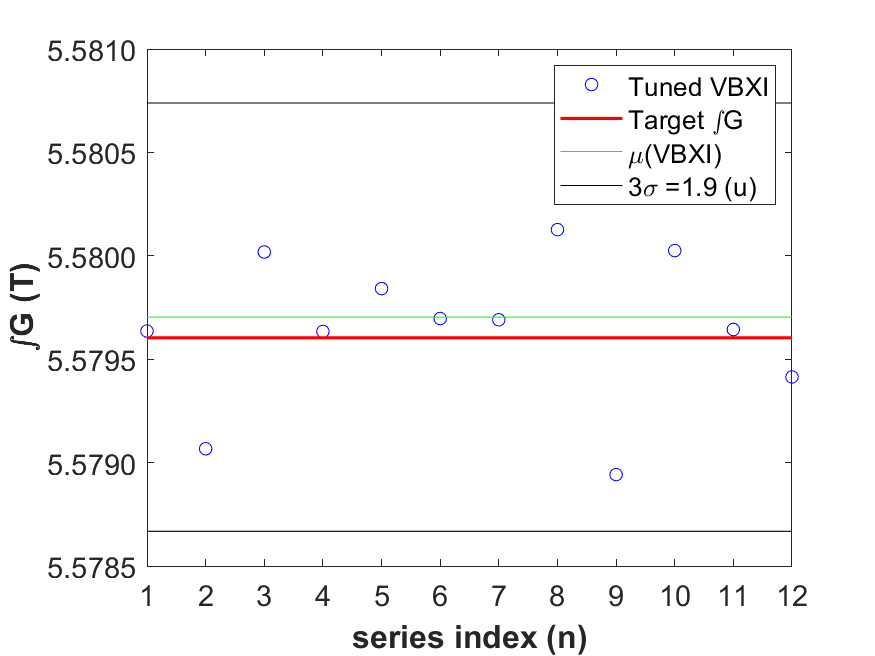 5.5810
5.5805
5.5800
5.5795
5.5790
5.5785
∫G (T)
1 2 3 4 5 6 7 8 9 10 11 12
series index (n)
Tuned VBXI
Target ∫G
μ(VBXI)
3σ =1.9 (u)